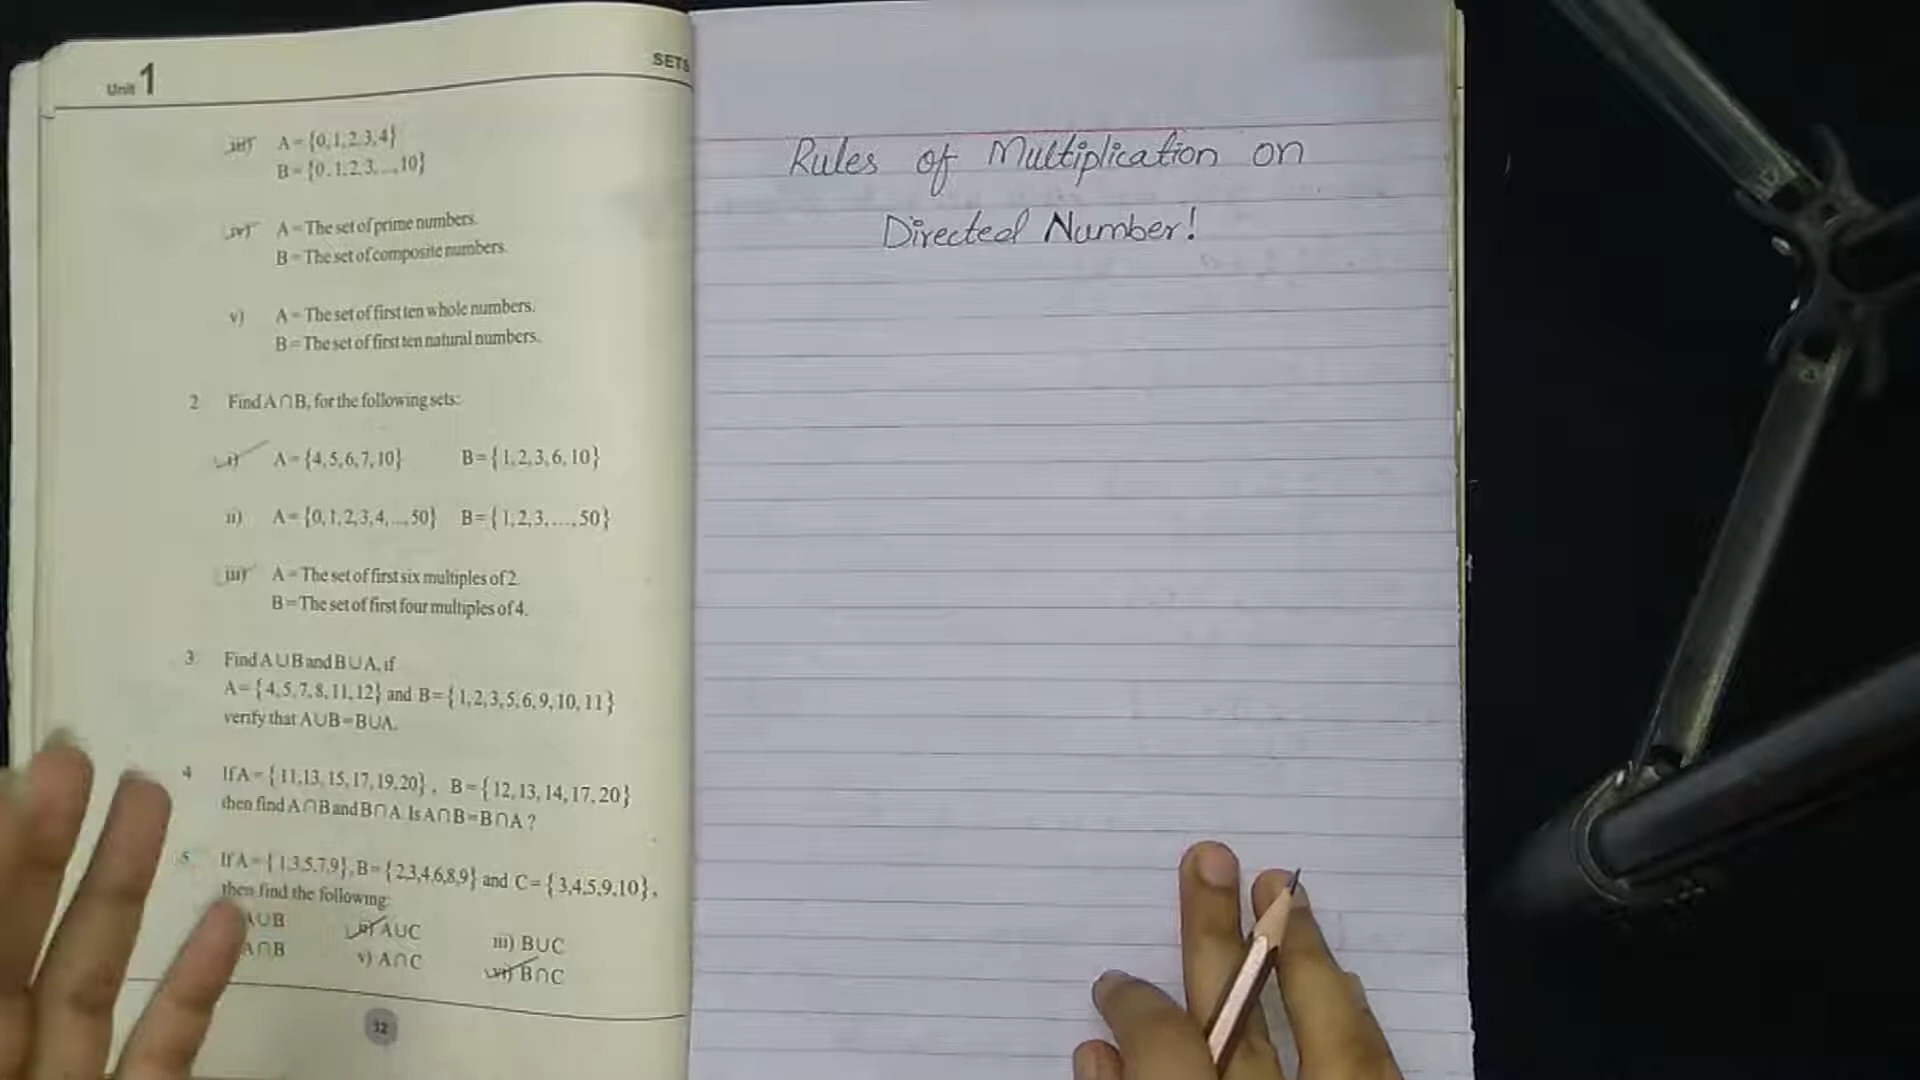 Unit 1
SETS
iii) A={0,1,2,3,4}
B={0,1,2,3,...,10}
iv) A=The set of prime numbers.
B=The set of composite numbers.
v) A=The set of first ten whole numbers.
B=The set of first ten natural numbers.
2 Find A∩B, for the following sets:
i) A={4,5,6,7,10} B={1,2,3,6,10}
ii) A={0,1,2,3,4,...,50} B={1,2,3,....,50}
iii) A=The set of first six multiples of 2.
B=The set of first four multiples of 4.
3. Find A∪B and B∪A, if
A={4,5,7,8,11,12} and B={1,2,3,5,6,9,10,11}
verify that A∪B=B∪A.
4 If A={11,13,15,17,19,20}, B={12,13,14,17,20}
then find A∩B and B∩A. Is A∩B=B∩A?
5. If A={1,3,5,7,9}, B={2,3,4,6,8,9} and C={3,4,5,9,10},
then find the following:
A∪B ii) A∪C iii) B∪C
A∩B v) A∩C vi) B∩C
12
Rules of Multiplication on
Directed Number!